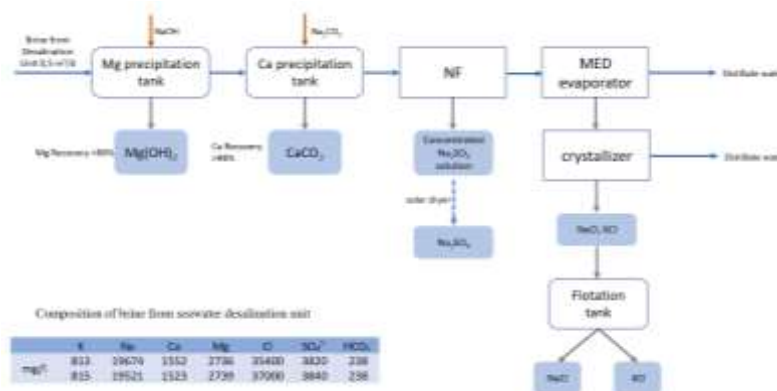 NaOH
Na₂CO₃
Brine from
Desalination
Unit 0,5 m³/h
Mg precipitation
tank
Ca precipitation
tank
NF
MED
evaporator
Distillate water
Mg Recovery >90%
Mg(OH)₂
Ca Recovery
CaCO₃
Concentrated
Na₂SO₄
solution
crystallizer
Distillate water
solar dryer
Na₂SO₄
NaCl, KCl
Flotation
tank
NaCl
KCl
Composition of brine from seawater desalination unit
K Na Ca Mg Cl SO₄²⁻ HCO₃
mg/l
813 19674 1552 2736 35400 3820 238
815 19521 1523 2739 37000 3840 238